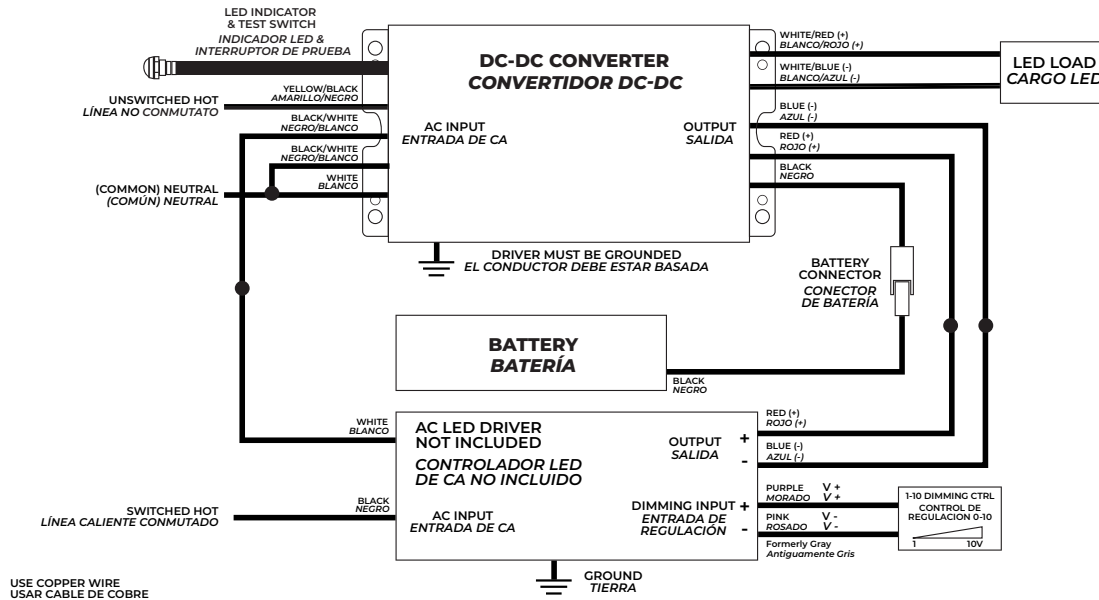 LED INDICATOR
& TEST SWITCH
INDICADOR LED &
INTERRUPTOR DE PRUEBA
UNSWITCHED HOT
LÍNEA NO CONMUTATO
YELLOW/BLACK
AMARILLO/NEGRO
BLACK/WHITE
NEGRO/BLANCO
BLACK/WHITE
NEGRO/BLANCO
WHITE
BLANCO
(COMMON) NEUTRAL
(COMÚN) NEUTRAL
DC-DC CONVERTER
CONVERTIDOR DC-DC
AC INPUT
ENTRADA DE CA
OUTPUT
SALIDA
WHITE/RED (+)
BLANCO/ROJO (+)
WHITE/BLUE (-)
BLANCO/AZUL (-)
LED LOAD
CARGO LED
BLUE (-)
AZUL (-)
RED (+)
ROJO (+)
BLACK
NEGRO
DRIVER MUST BE GROUNDED
EL CONDUCTOR DEBE ESTAR BASADA
BATTERY
CONNECTOR
CONECTOR
DE BATERÍA
BATTERY
BATERÍA
BLACK
NEGRO
WHITE
BLANCO
AC LED DRIVER
NOT INCLUDED
CONTROLADOR LED
DE CA NO INCLUIDO
OUTPUT
SALIDA
+
-
RED (+)
ROJO (+)
BLUE (-)
AZUL (-)
SWITCHED HOT
LÍNEA CALIENTE CONMUTADO
BLACK
NEGRO
AC INPUT
ENTRADA DE CA
DIMMING INPUT
ENTRADA DE
REGULACIÓN
+
-
PURPLE V +
MORADO V +
PINK V -
ROSADO V -
Formerly Gray
Antiguamente Gris
1-10 DIMMING CTRL
CONTROL DE
REGULACION 0-10
1 10V
GROUND
TIERRA
USE COPPER WIRE
USAR CABLE DE COBRE